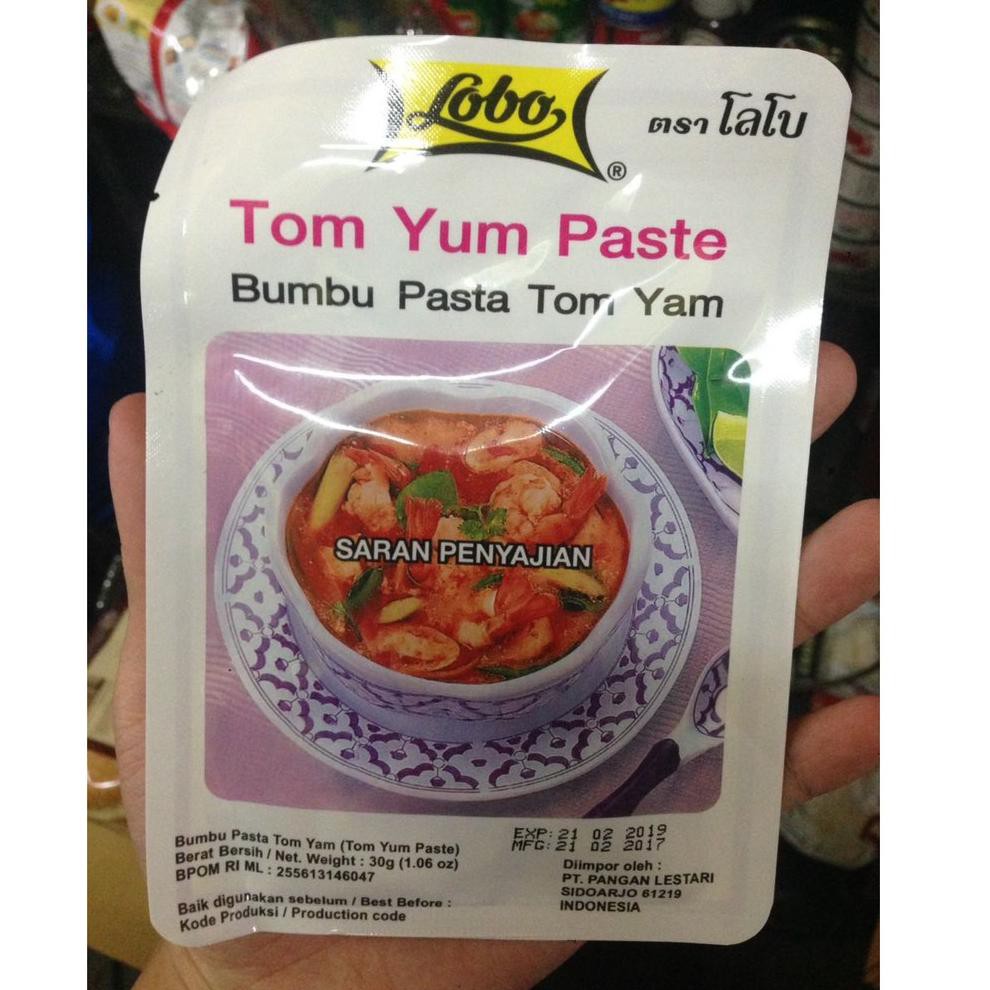 Lobo
®
ตรา โลโบ
Tom Yum Paste
Bumbu Pasta Tom Yam
SARAN PENYAJIAN
Bumbu Pasta Tom Yam (Tom Yum Paste)
Berat Bersih / Net. Weight : 30g (1.06 oz)
BPOM RI ML : 255613146047
Baik digunakan sebelum / Best Before :
Kode Produksi / Production code
EXP: 21 02 2019
MFG: 21 02 2017
Diimpor oleh :
PT. PANGAN LESTARI
SIDOARJO 61219
INDONESIA